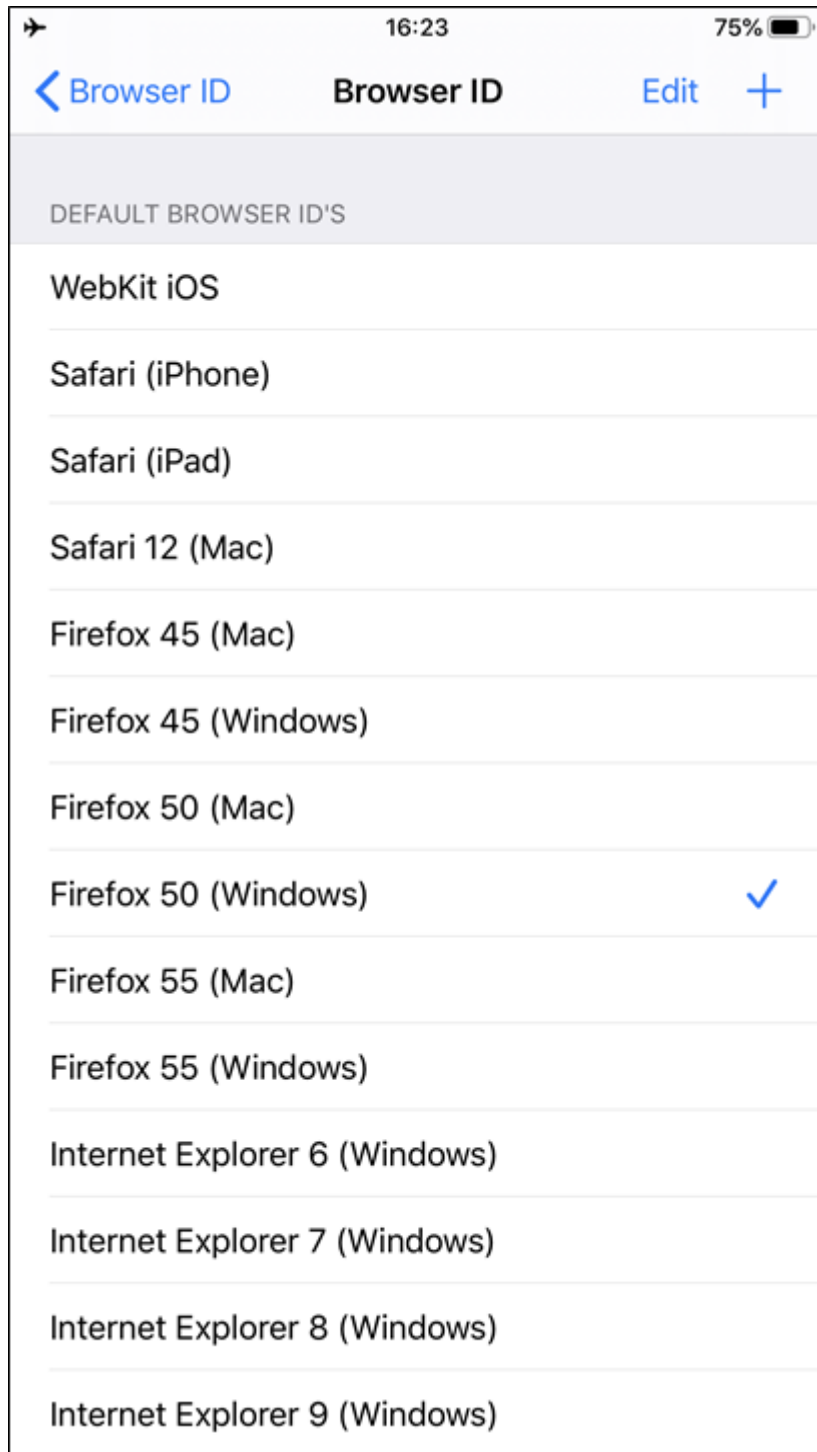 16:23
75%
Browser ID
Browser ID
Edit
DEFAULT BROWSER ID'S
WebKit iOS
Safari (iPhone)
Safari (iPad)
Safari 12 (Mac)
Firefox 45 (Mac)
Firefox 45 (Windows)
Firefox 50 (Mac)
Firefox 50 (Windows)
Firefox 55 (Mac)
Firefox 55 (Windows)
Internet Explorer 6 (Windows)
Internet Explorer 7 (Windows)
Internet Explorer 8 (Windows)
Internet Explorer 9 (Windows)